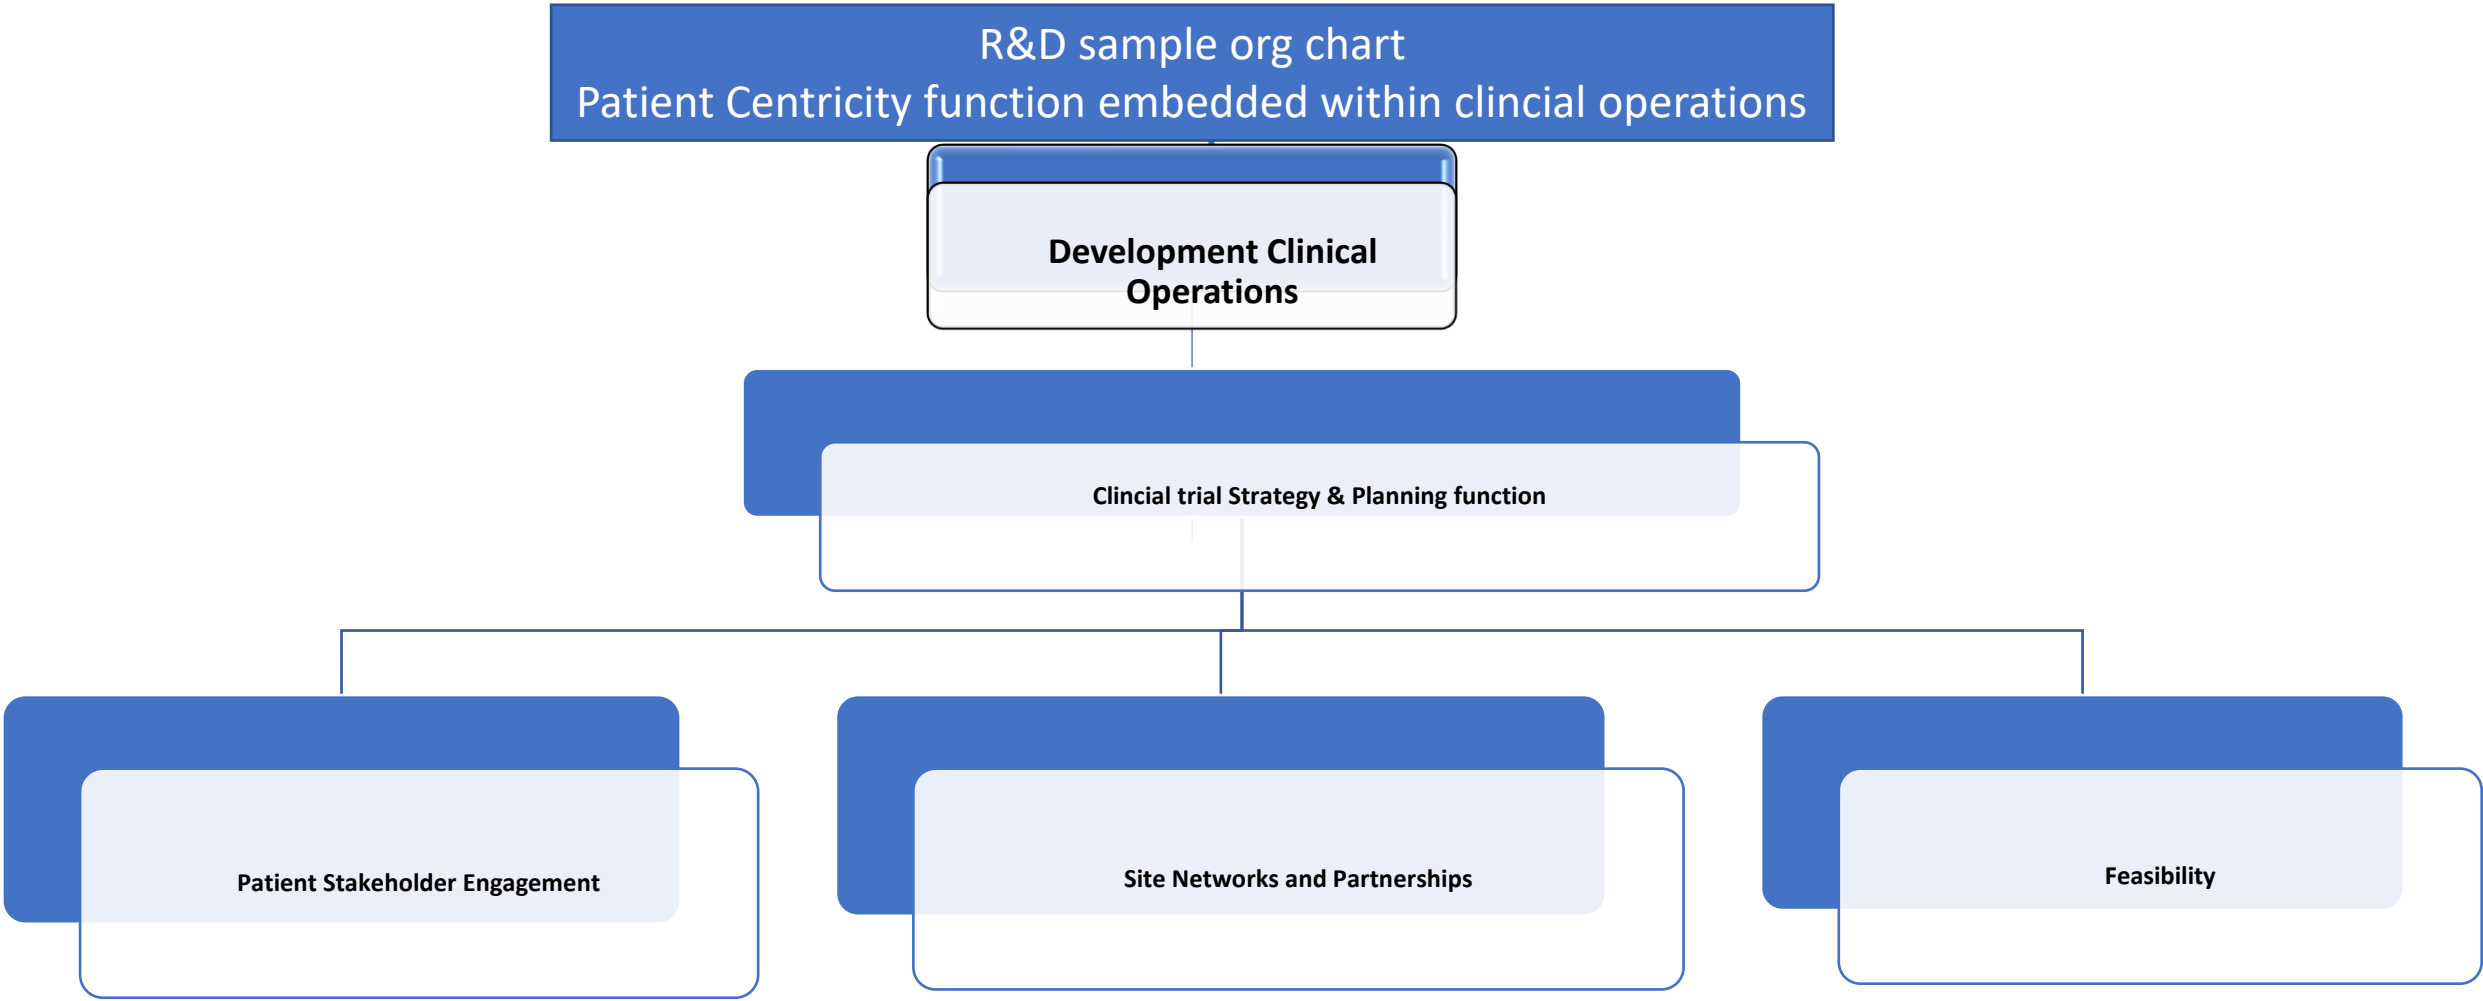 R&D sample org chart
Patient Centricity function embedded within clincial operations
Development Clinical
Operations
Clincial trial Strategy & Planning function
Patient Stakeholder Engagement
Site Networks and Partnerships
Feasibility